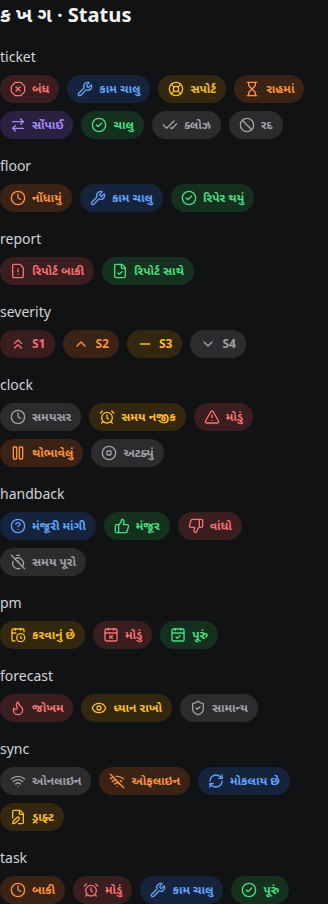 ક ખ ગ · Status
ticket
બંધ કામ ચાલુ સપોર્ટ રાહમાં
સોંપાઈ ચાલુ ક્લોઝ રદ
floor
નોંધાયું કામ ચાલુ રિપેર થયું
report
રિપોર્ટ બાકી રિપોર્ટ સાથે
severity
S1 S2 S3 S4
clock
સમયસર સમય નજીક મોડું
થોભાવેલું અટક્યું
handback
મંજૂરી માંગી મંજૂર વાંધો
સમય પૂરો
pm
કરવાનું છે મોડું પૂરું
forecast
જોખમ ધ્યાન રાખો સામાન્ય
sync
ઓનલાઇન ઓફલાઇન મોકલાય છે
ડ્રાફ્ટ
task
બાકી મોડું કામ ચાલુ પૂરું